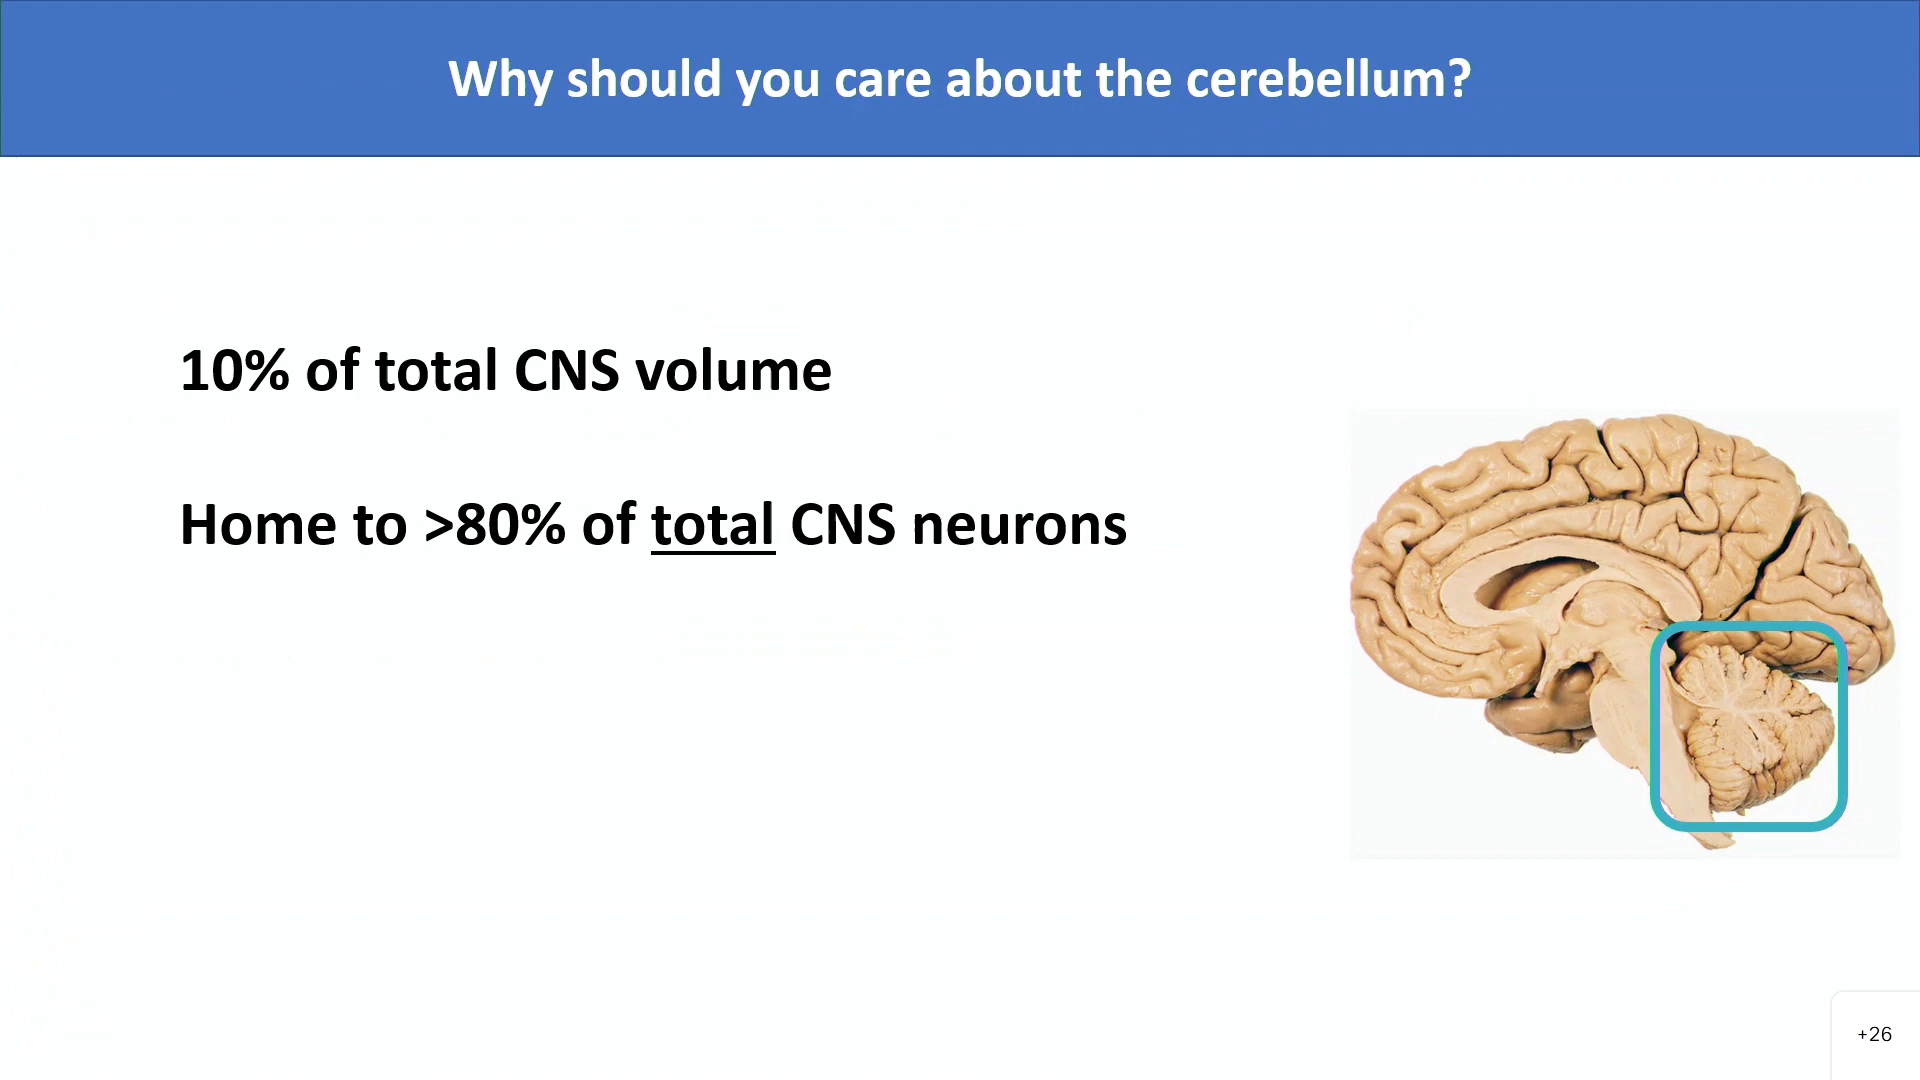 Why should you care about the cerebellum?
10% of total CNS volume
Home to >80% of total CNS neurons
+26